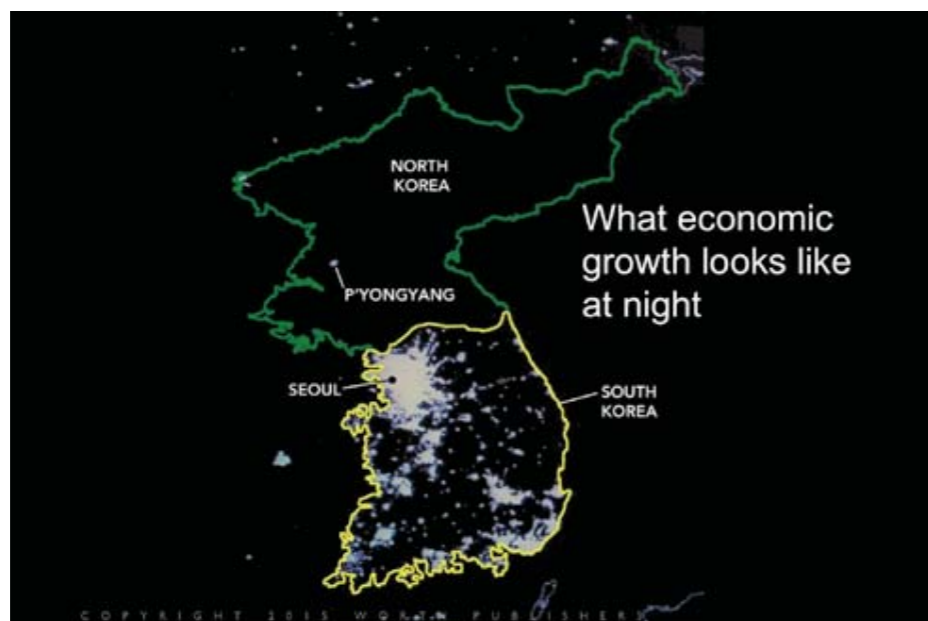 NORTH
KOREA
What economic
growth looks like
at night
P'YONGYANG
SEOUL
SOUTH
KOREA
COPYRIGHT 2015 WORTH PUBLISHERS